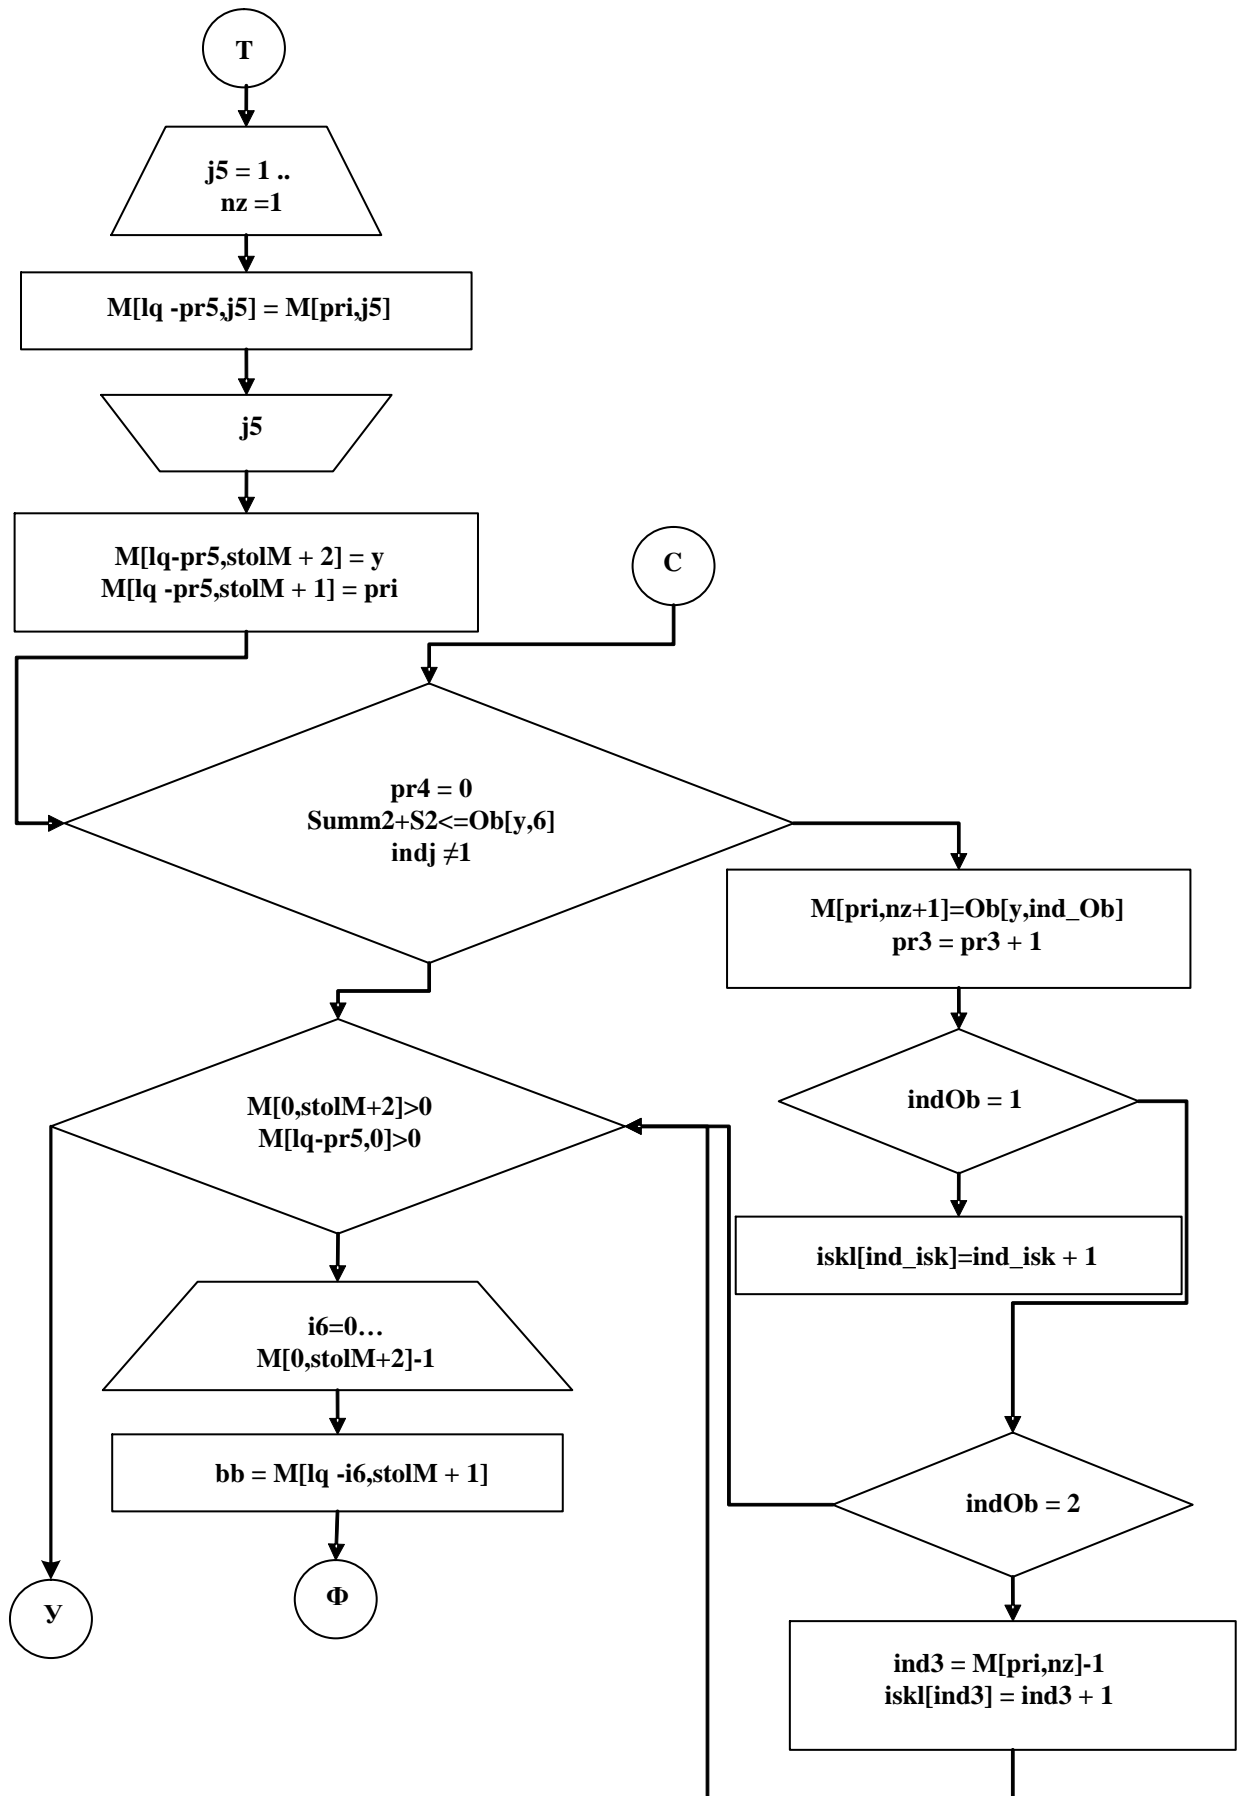 Т
j5 = 1 ..
nz =1
M[lq -pr5,j5] = M[pri,j5]
j5
M[lq-pr5,stolM + 2] = y
M[lq -pr5,stolM + 1] = pri
С
pr4 = 0
Summ2+S2<=Ob[y,6]
indj ≠1
M[pri,nz+1]=Ob[y,ind_Ob]
pr3 = pr3 + 1
M[0,stolM+2]>0
M[lq-pr5,0]>0
indOb = 1
iskl[ind_isk]=ind_isk + 1
i6=0…
M[0,stolM+2]-1
bb = M[lq -i6,stolM + 1]
indOb = 2
У
Ф
ind3 = M[pri,nz]-1
iskl[ind3] = ind3 + 1